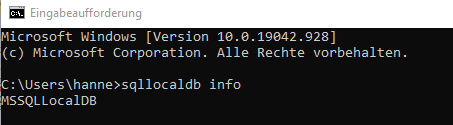 Eingabeaufforderung
Microsoft Windows [Version 10.0.19042.928]
(c) Microsoft Corporation. Alle Rechte vorbehalten.
C:\Users\hanne>sqllocaldb info
MSSQLLocalDB